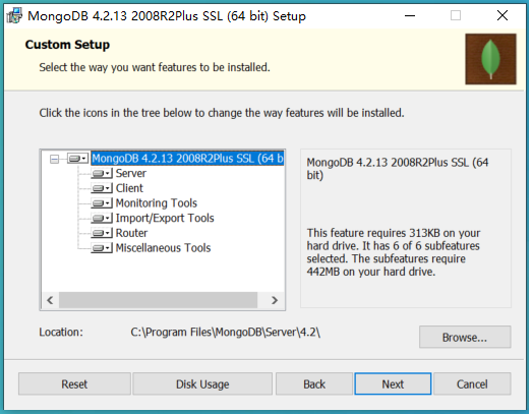 MongoDB 4.2.13 2008R2Plus SSL (64 bit) Setup
Custom Setup
Select the way you want features to be installed.
Click the icons in the tree below to change the way features will be installed.
MongoDB 4.2.13 2008R2Plus SSL (64 b
Server
Client
Monitoring Tools
Import/Export Tools
Router
Miscellaneous Tools
MongoDB 4.2.13 2008R2Plus SSL (64
bit)
This feature requires 313KB on your
hard drive. It has 6 of 6 subfeatures
selected. The subfeatures require
442MB on your hard drive.
Location: C:\Program Files\MongoDB\Server\4.2\
Browse...
Reset Disk Usage Back Next Cancel